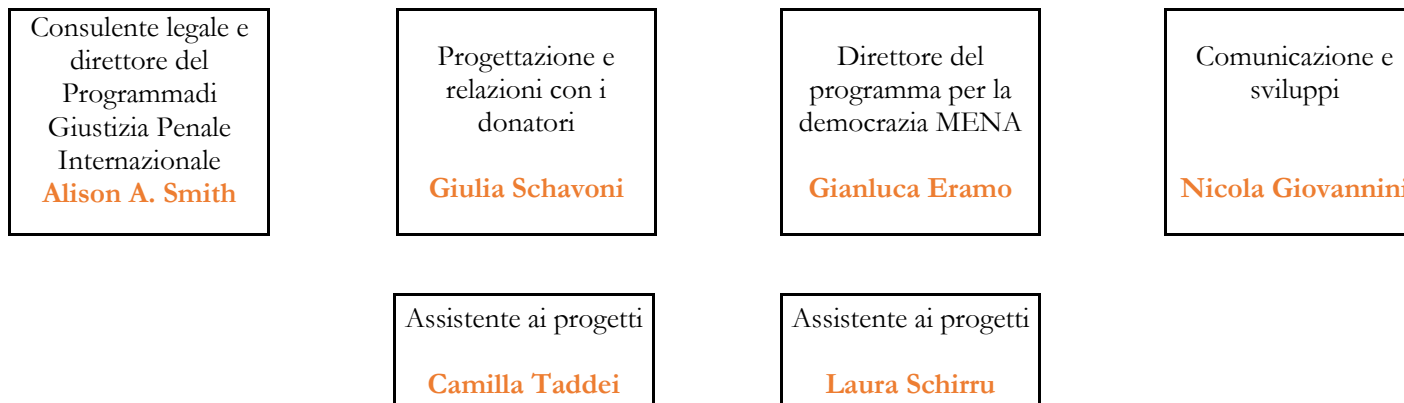 Consulente legale e
direttore del
Programmadi
Giustizia Penale
Internazionale
Alison A. Smith
Progettazione e
relazioni con i
donatori
Giulia Schavoni
Direttore del
programma per la
democrazia MENA
Gianluca Eramo
Comunicazione e
sviluppi
Nicola Giovannini
Assistente ai progetti
Camilla Taddei
Assistente ai progetti
Laura Schirru